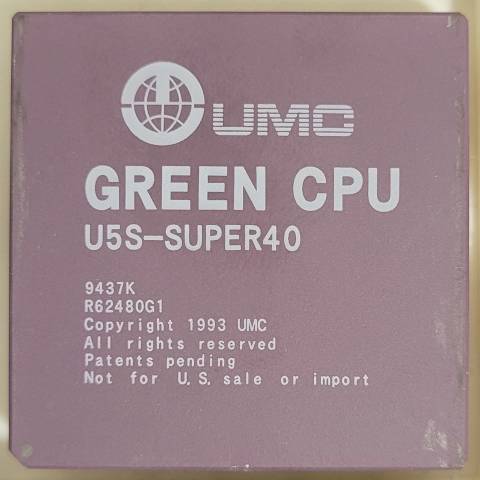 UMC
GREEN CPU
U5S-SUPER40
9437K
R62480G1
Copyright 1993 UMC
All rights reserved
Patents pending
Not for U.S. sale or import